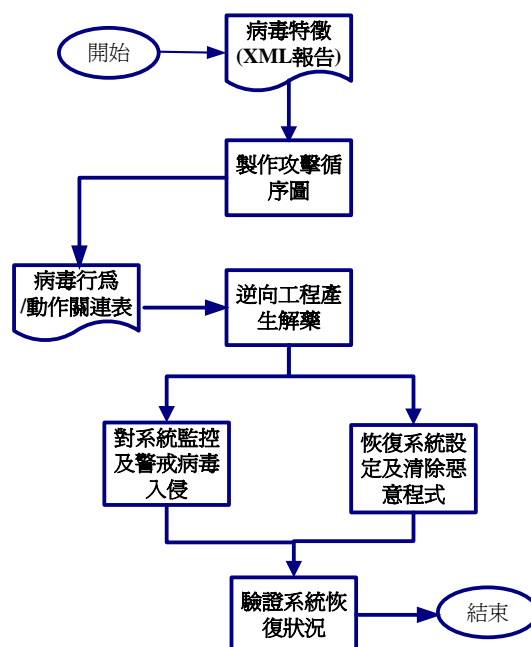 開始
病毒特徵
(XML報告)
製作攻擊循
序圖
病毒行爲
/動作關連表
逆向工程產
生解藥
對系統監控
及警戒病毒
入侵
恢復系統設
定及清除惡
意程式
驗證系統恢
復狀況
結束